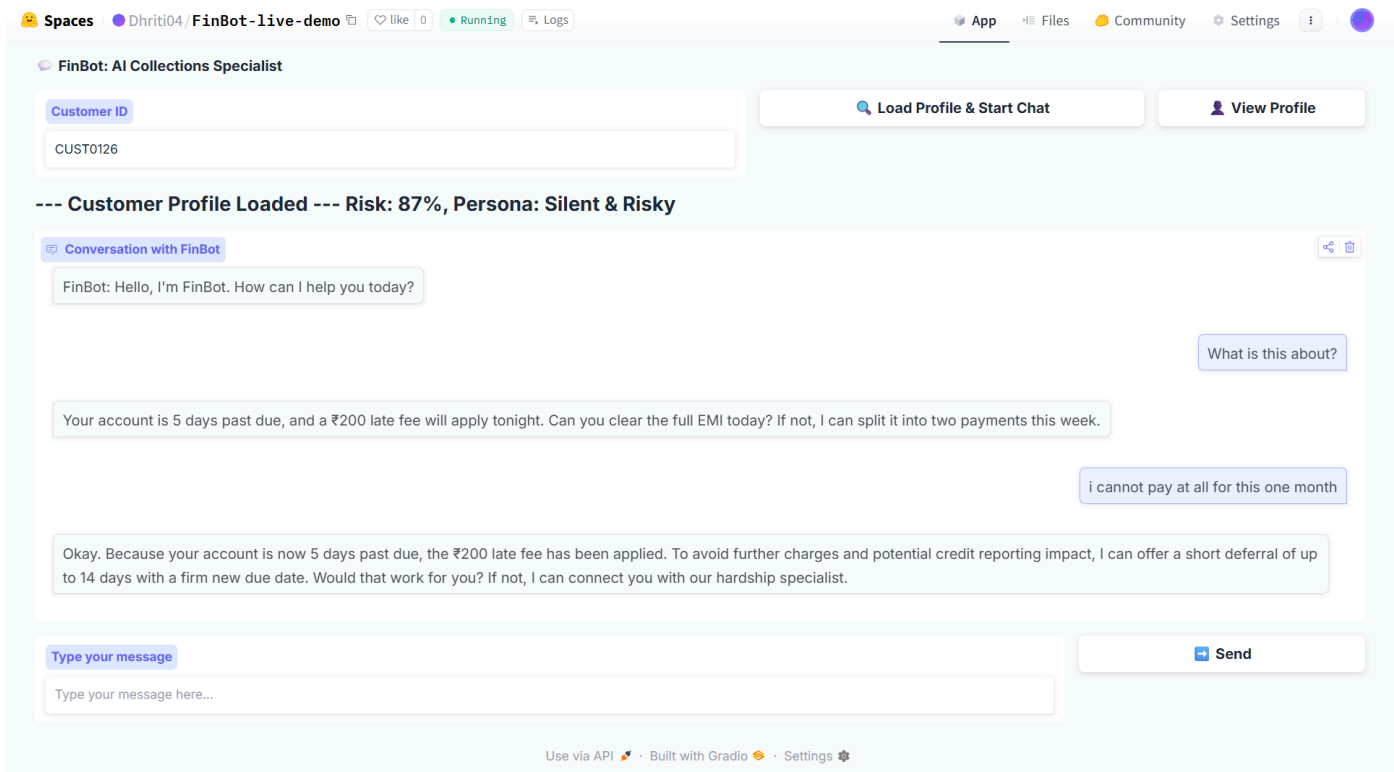 Spaces Dhriti04/FinBot-live-demo like 0 Running Logs App Files Community Settings
FinBot: AI Collections Specialist
Customer ID
CUST0126
Load Profile & Start Chat
View Profile
--- Customer Profile Loaded --- Risk: 87%, Persona: Silent & Risky
Conversation with FinBot
FinBot: Hello, I'm FinBot. How can I help you today?
What is this about?
Your account is 5 days past due, and a ₹200 late fee will apply tonight. Can you clear the full EMI today? If not, I can split it into two payments this week.
i cannot pay at all for this one month
Okay. Because your account is now 5 days past due, the ₹200 late fee has been applied. To avoid further charges and potential credit reporting impact, I can offer a short deferral of up
to 14 days with a firm new due date. Would that work for you? If not, I can connect you with our hardship specialist.
Type your message
Type your message here...
Send
Use via API · Built with Gradio · Settings